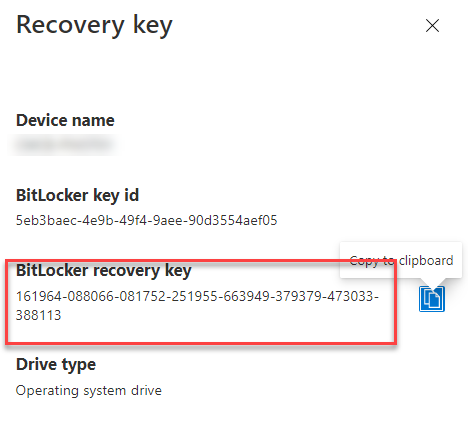 Recovery key
Device name
BitLocker key id
5eb3baec-4e9b-49f4-9aee-90d3554aef05
BitLocker recovery key
Copy to clipboard
161964-088066-081752-251955-663949-379379-473033-
388113
Drive type
Operating system drive